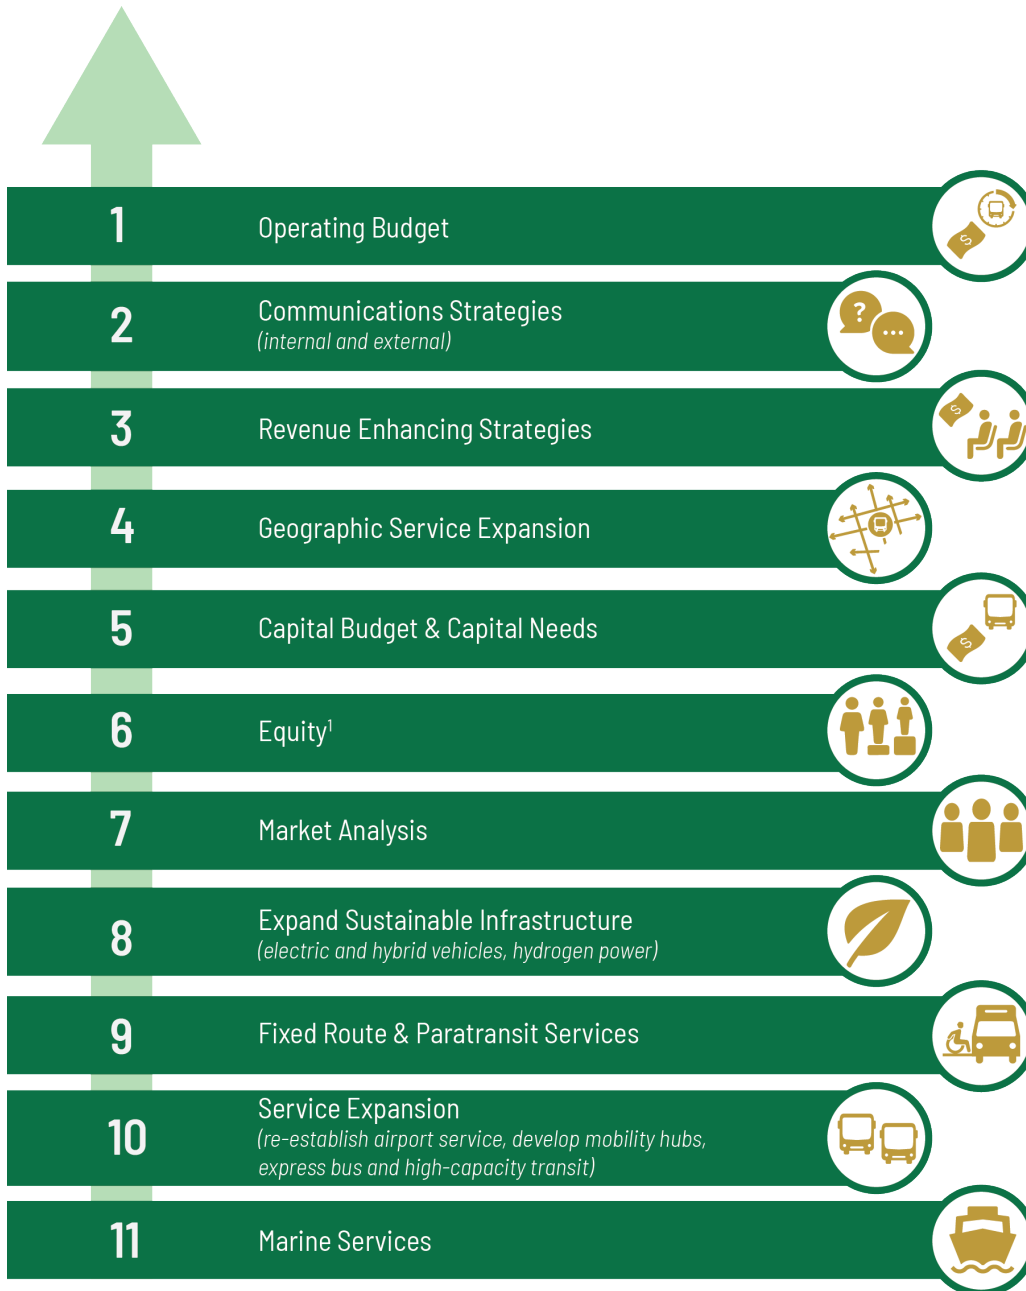 1
Operating Budget
2
Communications Strategies
(internal and external)
3
Revenue Enhancing Strategies
4
Geographic Service Expansion
5
Capital Budget & Capital Needs
6
Equity¹
7
Market Analysis
8
Expand Sustainable Infrastructure
(electric and hybrid vehicles, hydrogen power)
9
Fixed Route & Paratransit Services
10
Service Expansion
(re-establish airport service, develop mobility hubs,
express bus and high-capacity transit)
11
Marine Services
$
?
...
$
$